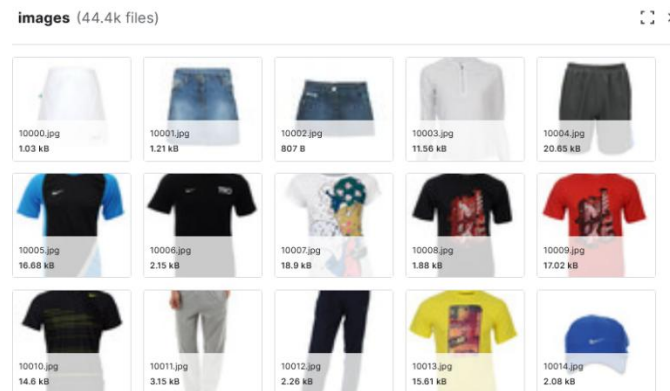 images (44.4k files)
10000.jpg
1.03 kB
10001.jpg
1.21 kB
10002.jpg
807 B
10003.jpg
11.56 kB
10004.jpg
20.65 kB
10005.jpg
16.68 kB
10006.jpg
2.15 kB
10007.jpg
18.9 kB
10008.jpg
1.88 kB
10009.jpg
17.02 kB
10010.jpg
14.6 kB
10011.jpg
3.15 kB
10012.jpg
2.26 kB
10013.jpg
15.61 kB
10014.jpg
2.08 kB